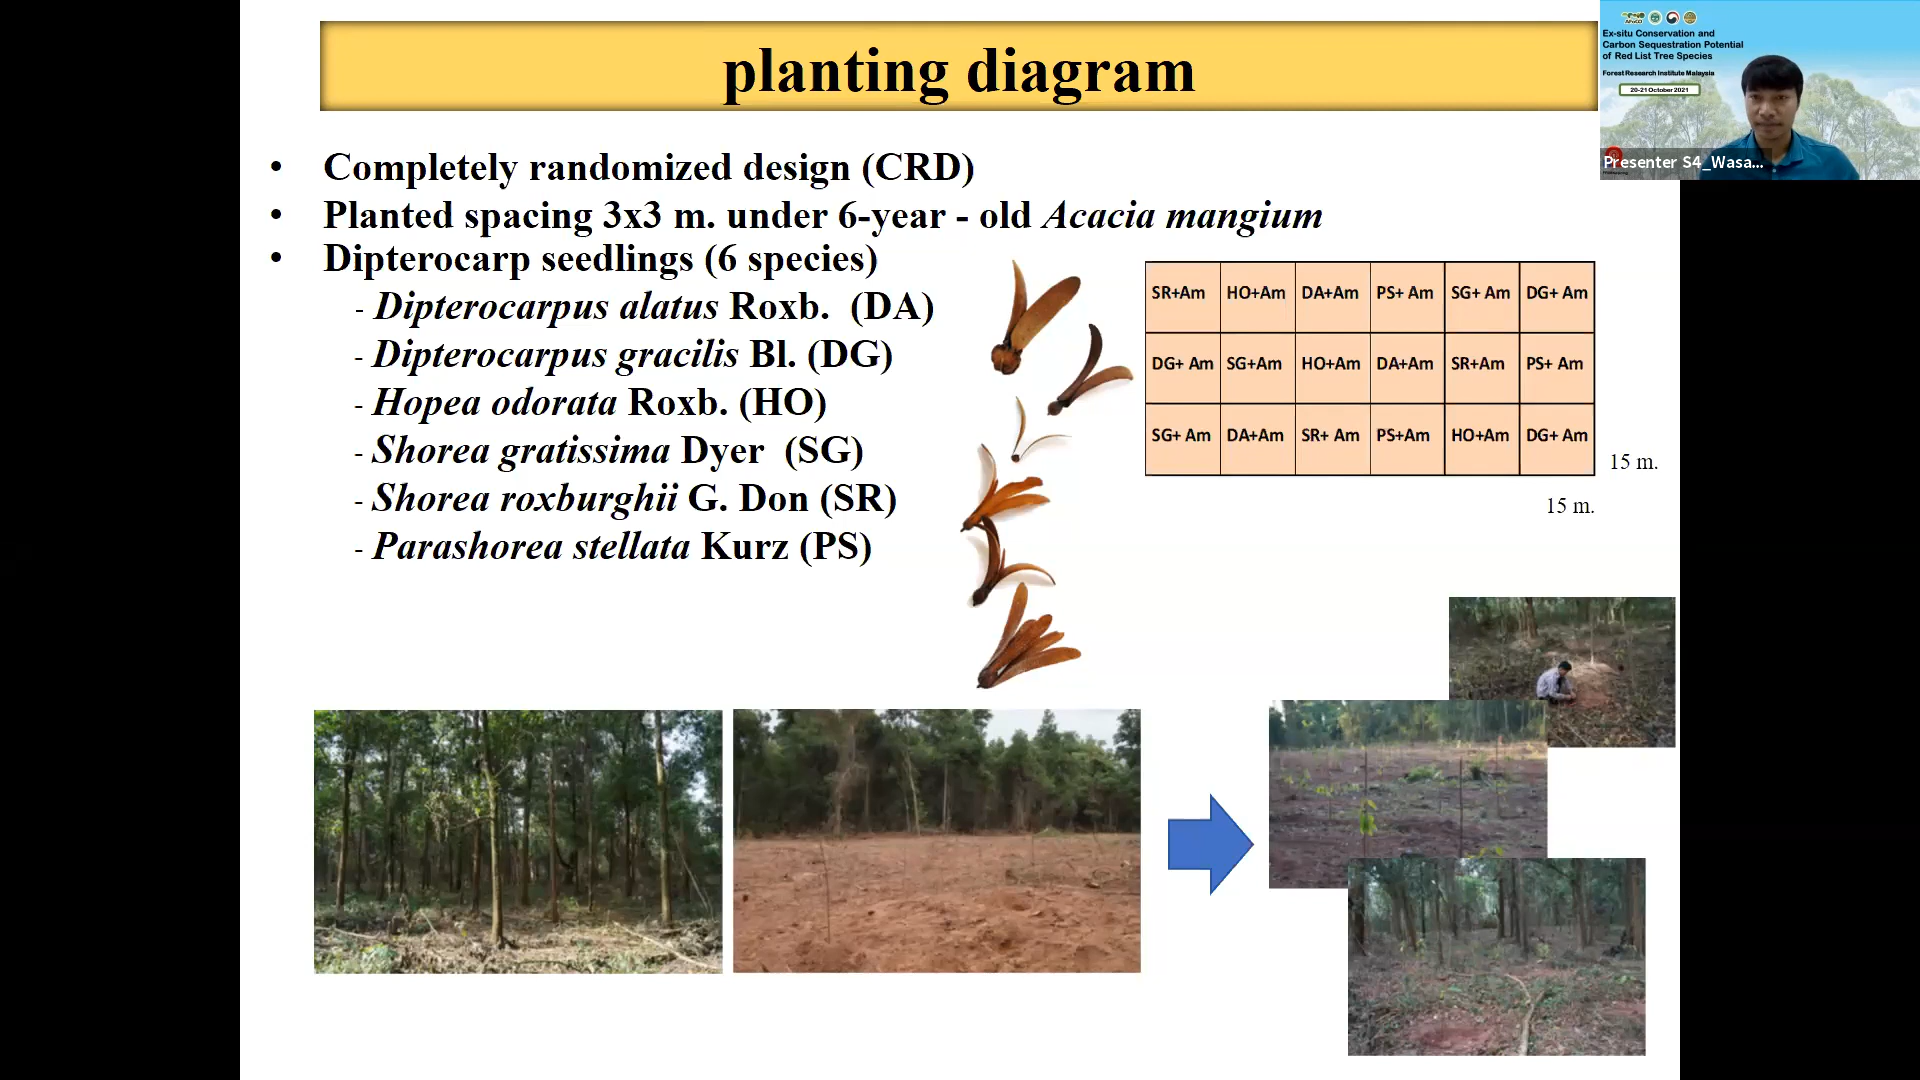 planting diagram
• Completely randomized design (CRD)
• Planted spacing 3x3 m. under 6-year - old Acacia mangium
• Dipterocarp seedlings (6 species)
- Dipterocarpus alatus Roxb. (DA)
- Dipterocarpus gracilis Bl. (DG)
- Hopea odorata Roxb. (HO)
- Shorea gratissima Dyer (SG)
- Shorea roxburghii G. Don (SR)
- Parashorea stellata Kurz (PS)
SR+Am HO+Am DA+Am PS+ Am SG+ Am DG+ Am
DG+ Am SG+Am HO+Am DA+Am SR+Am PS+ Am
SG+ Am DA+Am SR+ Am PS+Am HO+Am DG+ Am
15 m.
15 m.
Ex-situ Conservation and
Carbon Sequestration Potential
of Red List Tree Species
Forest Research Institute Malaysia
20-21 October 2021
Presenter S4_Wasa...